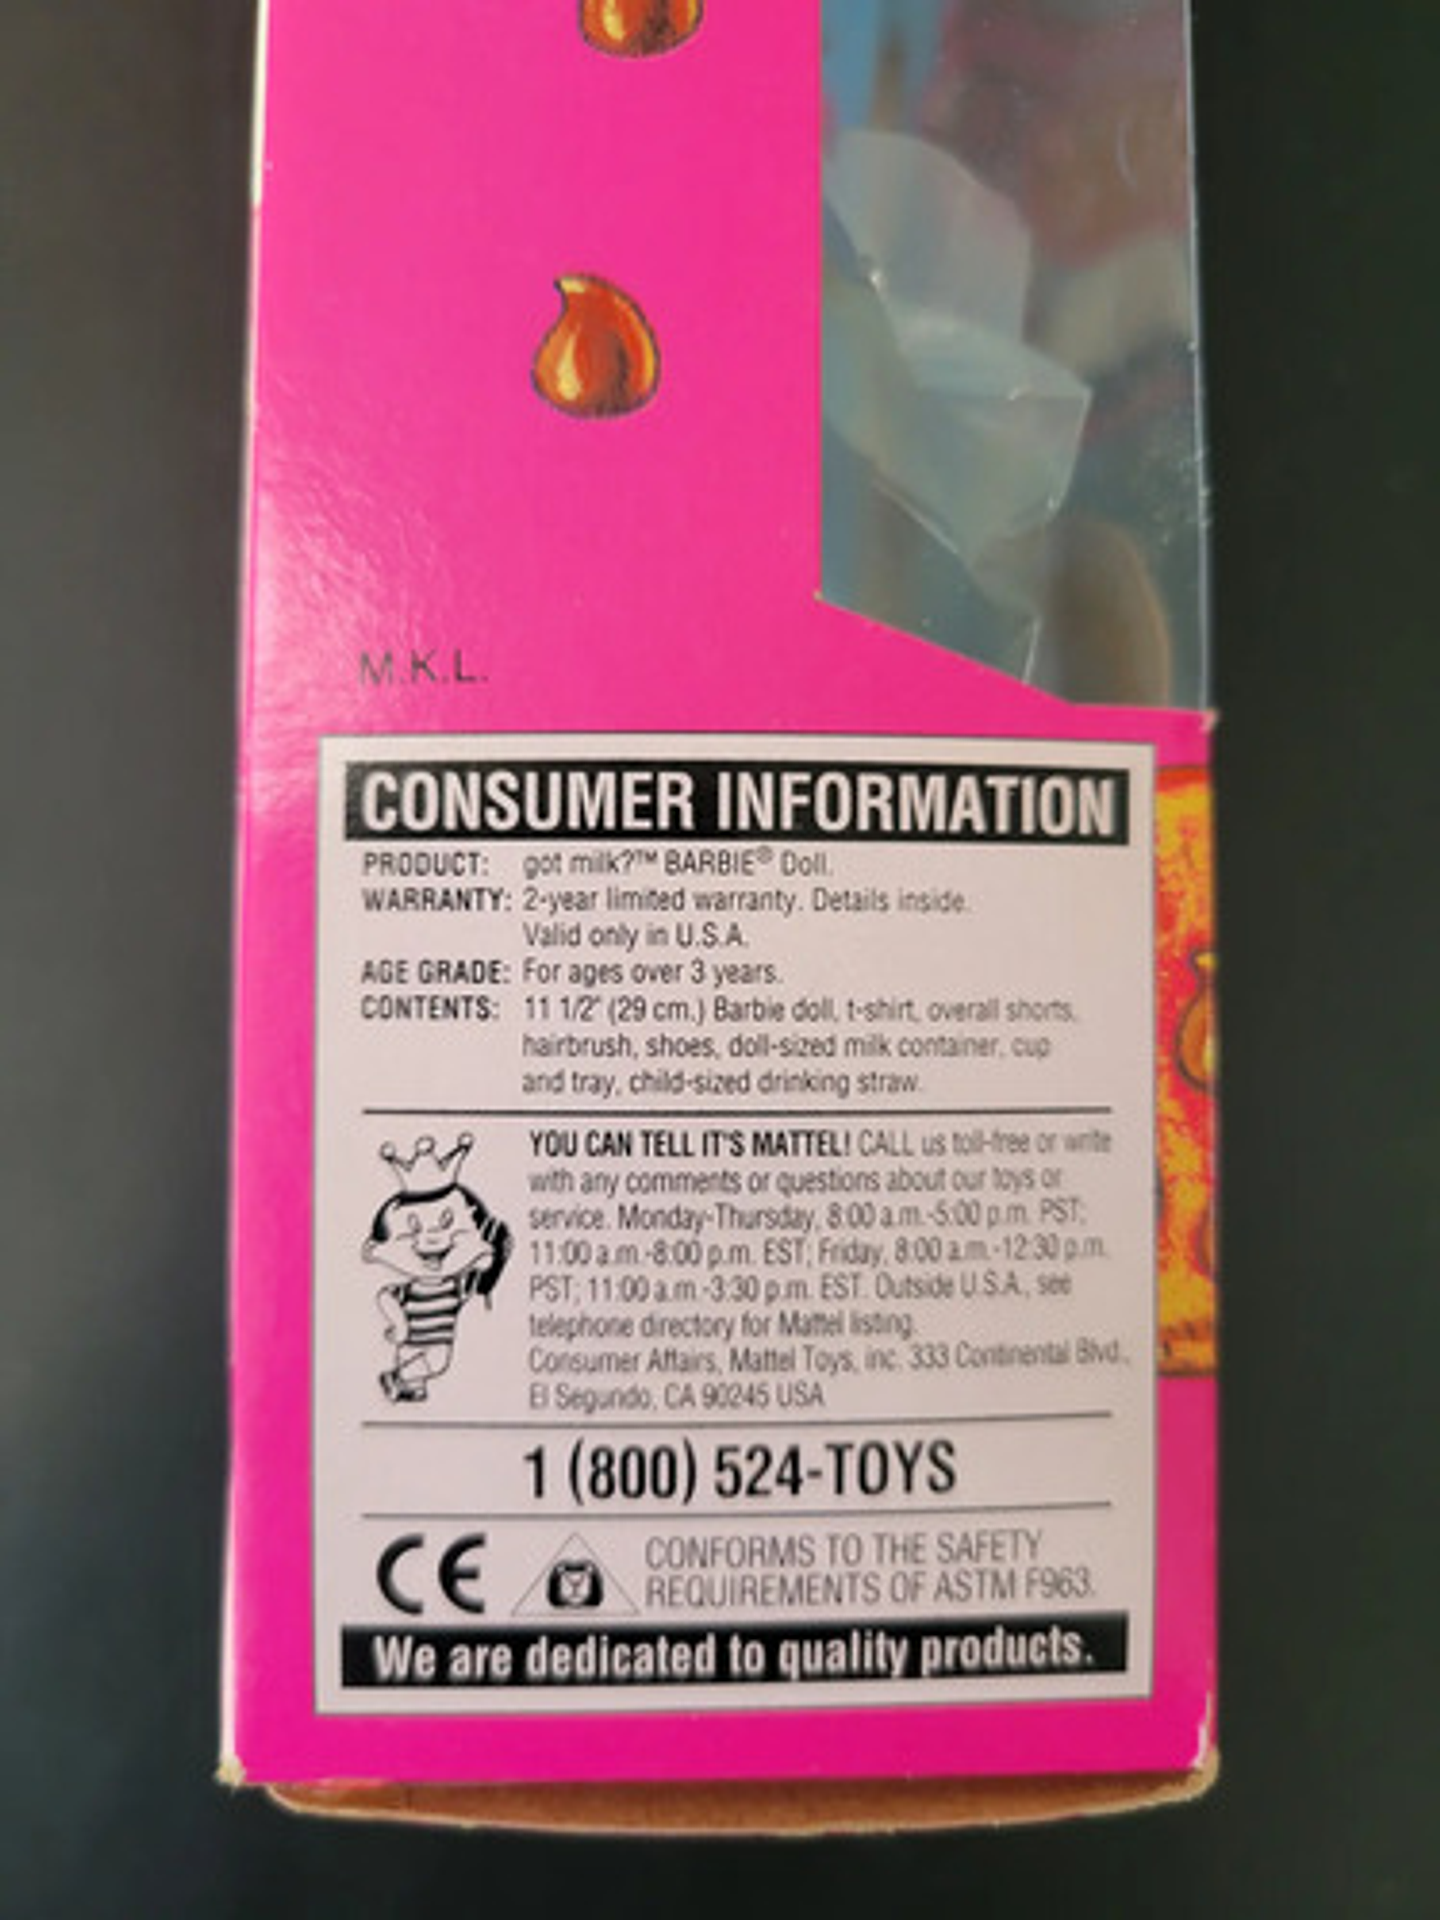 M.K.L.
CONSUMER INFORMATION
PRODUCT: got milk?™ BARBIE® Doll.
WARRANTY: 2-year limited warranty. Details inside.
Valid only in U.S.A.
AGE GRADE: For ages over 3 years.
CONTENTS: 11 1/2" (29 cm.) Barbie doll, t-shirt, overall shorts,
hairbrush, shoes, doll-sized milk container, cup
and tray, child-sized drinking straw.
YOU CAN TELL IT'S MATTEL! CALL us toll-free or write
with any comments or questions about our toys or
service. Monday-Thursday, 8:00 a.m.-5:00 p.m. PST;
11:00 a.m.-8:00 p.m. EST; Friday, 8:00 a.m.-12:30 p.m.
PST; 11:00 a.m.-3:30 p.m. EST. Outside U.S.A., see
telephone directory for Mattel listing.
Consumer Affairs, Mattel Toys, inc. 333 Continental Blvd.,
El Segundo, CA 90245 USA
1 (800) 524-TOYS
CE
CONFORMS TO THE SAFETY
REQUIREMENTS OF ASTM F963.
We are dedicated to quality products.